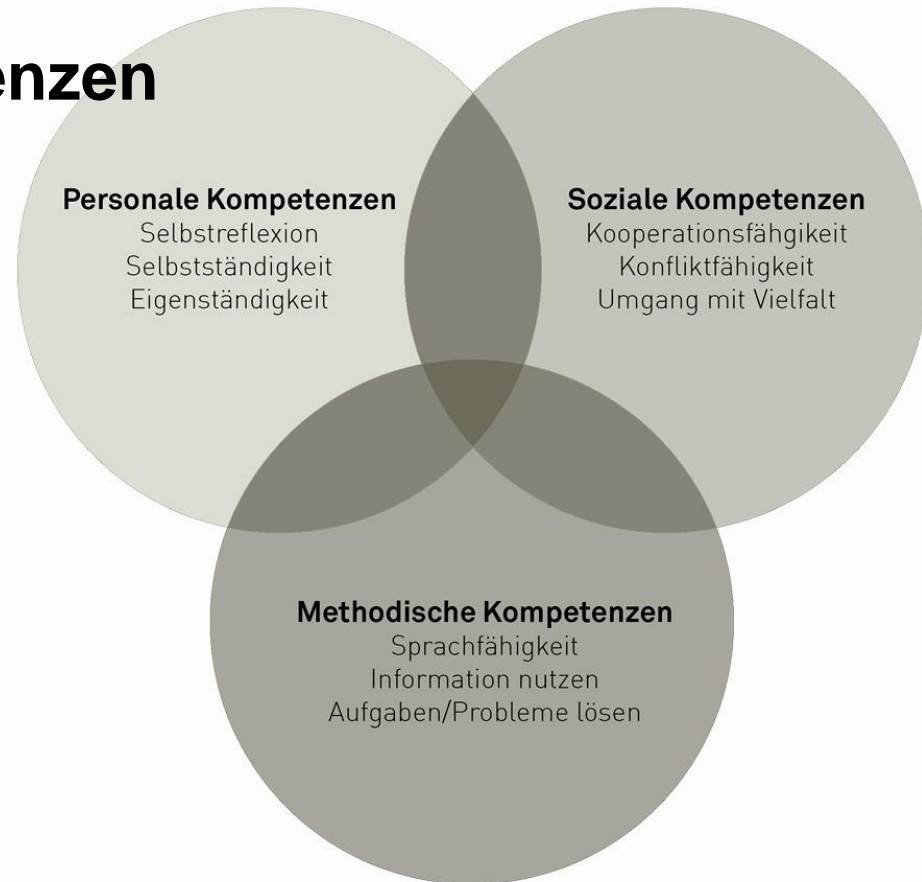 enzen
Personale Kompetenzen
Selbstreflexion
Selbstständigkeit
Eigenständigkeit
Soziale Kompetenzen
Kooperationsfähgikeit
Konfliktfähigkeit
Umgang mit Vielfalt
Methodische Kompetenzen
Sprachfähigkeit
Information nutzen
Aufgaben/Probleme lösen